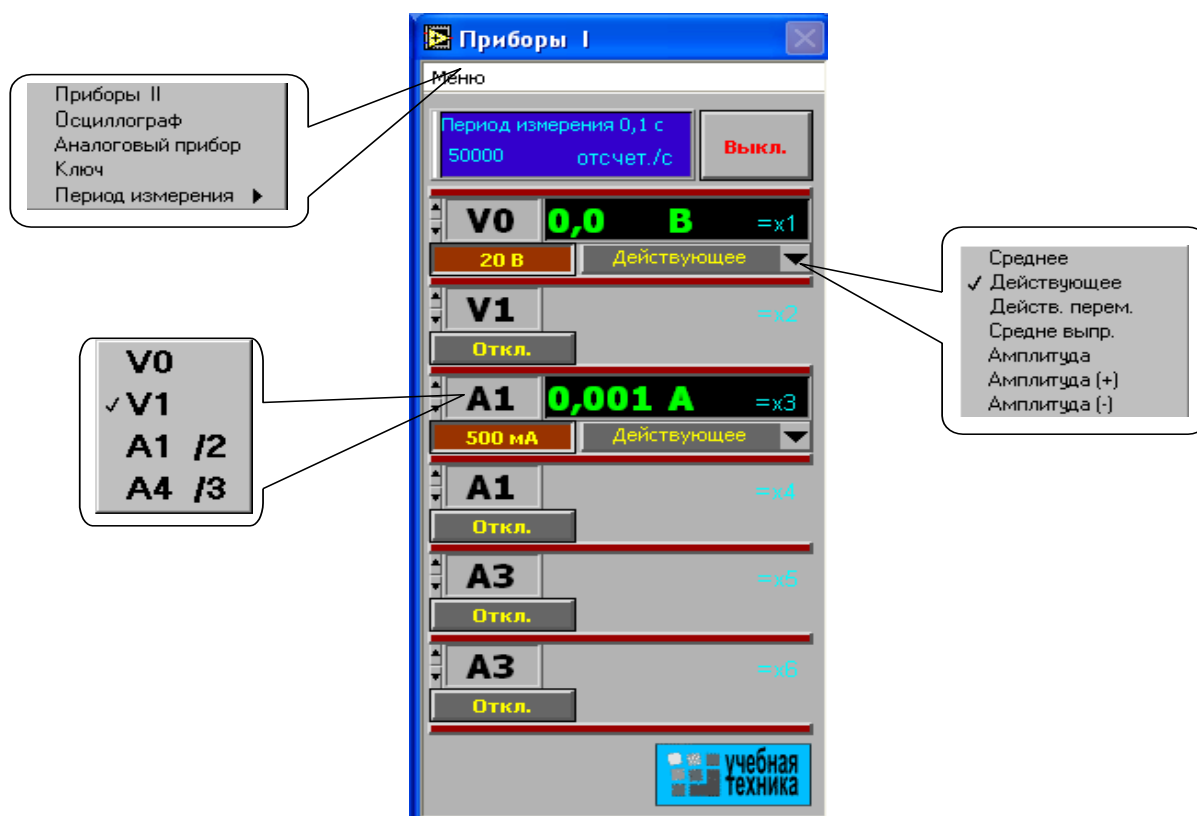 Приборы I
Меню
Приборы II
Осциллограф
Аналоговый прибор
Ключ
Период измерения
Период измерения 0,1 с
50000 отсчет./с
Выкл.
V0 0,0 В =x1
20 В Действующее
V1 =x2
Откл.
A1 0,001 А =x3
500 мА Действующее
A1 =x4
Откл.
A3 =x5
Откл.
A3 =x6
Откл.
учебная
техника
V0
✓ V1
A1 /2
A4 /3
Среднее
✓ Действующее
Действ. перем.
Средне выпр.
Амплитуда
Амплитуда (+)
Амплитуда (-)